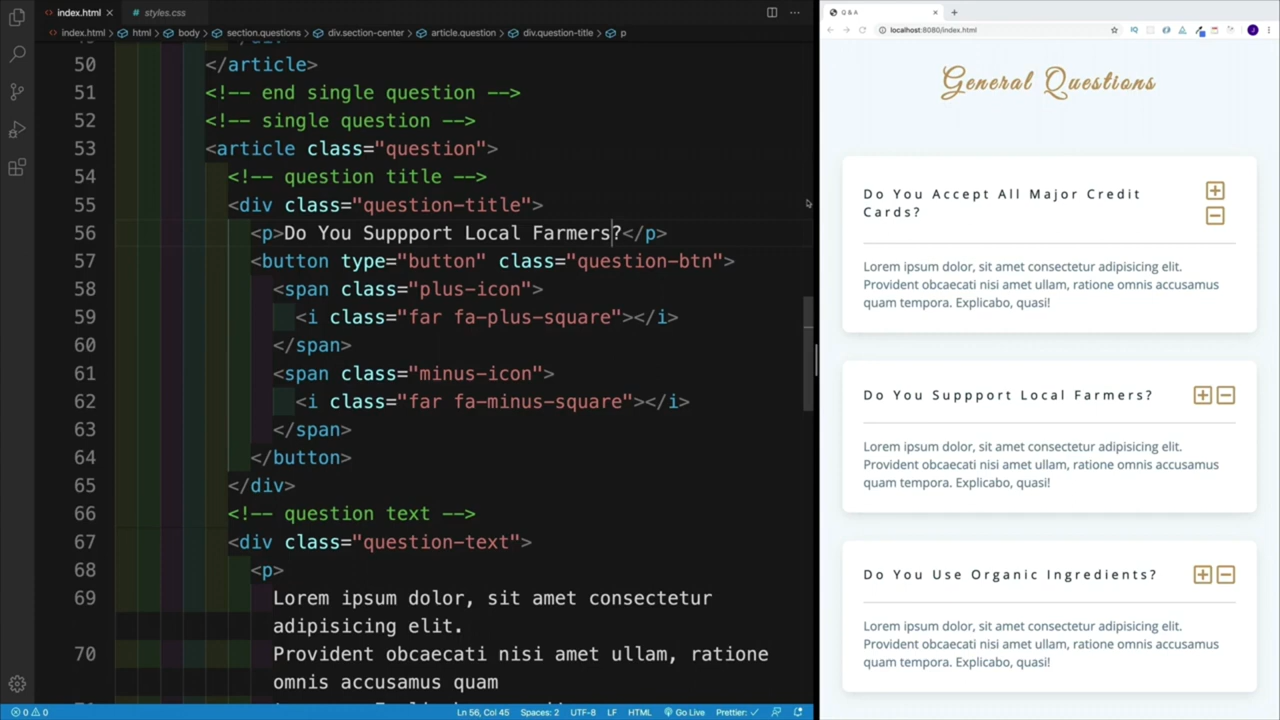 index.html
styles.css
index.html > html > body > section.questions > div.section-center > article.question > div.question-title > p
50 </article>
51 <!-- end single question -->
52 <!-- single question -->
53 <article class="question">
54 <!-- question title -->
55 <div class="question-title">
56 <p>Do You Suppport Local Farmers?</p>
57 <button type="button" class="question-btn">
58 <span class="plus-icon">
59 <i class="far fa-plus-square"></i>
60 </span>
61 <span class="minus-icon">
62 <i class="far fa-minus-square"></i>
63 </span>
64 </button>
65 </div>
66 <!-- question text -->
67 <div class="question-text">
68 <p>
69 Lorem ipsum dolor, sit amet consectetur
adipisicing elit.
70 Provident obcaecati nisi amet ullam, ratione
omnis accusamus quam
0 0
Ln 56, Col 45
Spaces: 2
UTF-8
LF
HTML
Go Live
Prettier: ✓
Q & A
localhost:8080/index.html
J
General Questions
Do You Accept All Major Credit
Cards?
Lorem ipsum dolor, sit amet consectetur adipisicing elit.
Provident obcaecati nisi amet ullam, ratione omnis accusamus
quam tempora. Explicabo, quasi!
Do You Suppport Local Farmers?
Lorem ipsum dolor, sit amet consectetur adipisicing elit.
Provident obcaecati nisi amet ullam, ratione omnis accusamus
quam tempora. Explicabo, quasi!
Do You Use Organic Ingredients?
Lorem ipsum dolor, sit amet consectetur adipisicing elit.
Provident obcaecati nisi amet ullam, ratione omnis accusamus
quam tempora. Explicabo, quasi!